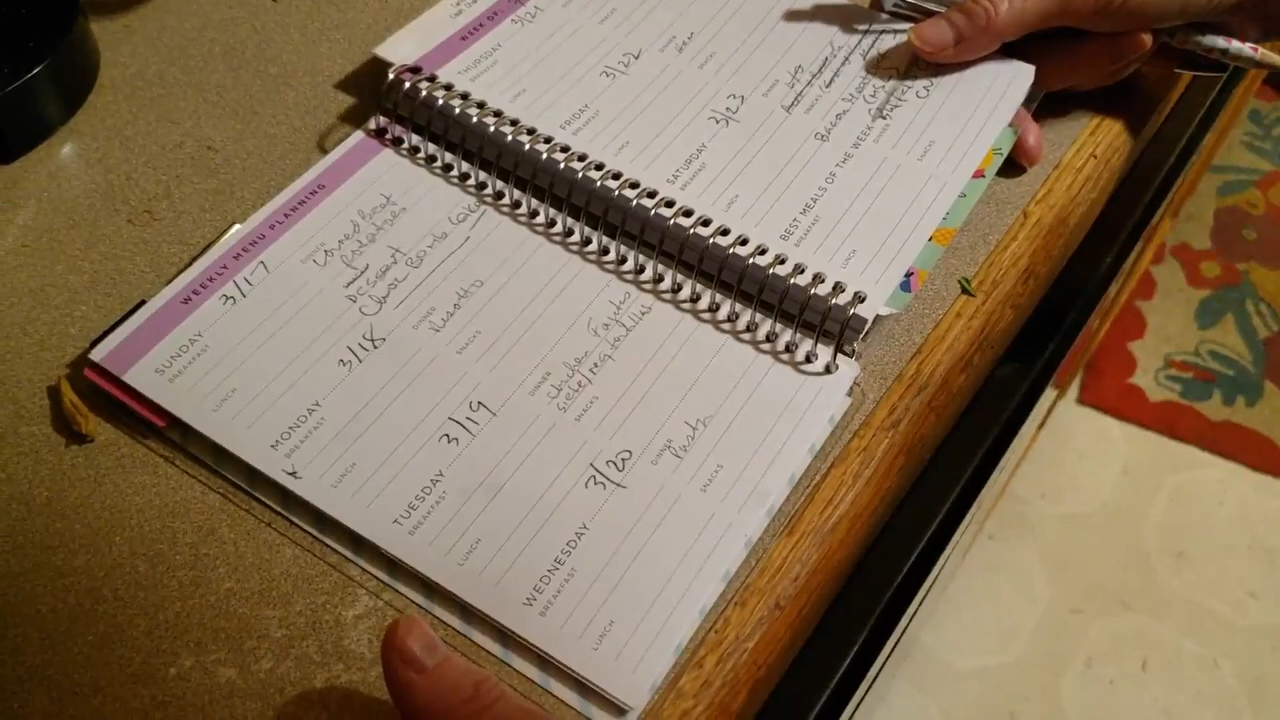 WEEKLY MENU PLANNING
SUNDAY 3/17
BREAKFAST
LUNCH
DINNER
Corned Beef
Potatoes
Dessert
Choc Bomb Cake
MONDAY 3/18
BREAKFAST
LUNCH
DINNER
Risotto
SNACKS
TUESDAY 3/19
BREAKFAST
LUNCH
DINNER
Chicken Fajitas
SNACKS
WEDNESDAY 3/20
BREAKFAST
LUNCH
DINNER
Pasta
SNACKS
WEEK OF
THURSDAY 3/21
BREAKFAST
LUNCH
SNACKS
FRIDAY 3/22
BREAKFAST
LUNCH
DINNER
SNACKS
SATURDAY 3/23
BREAKFAST
LUNCH
DINNER
SNACKS
BEST MEALS OF THE WEEK
BREAKFAST
LUNCH
DINNER
SNACKS